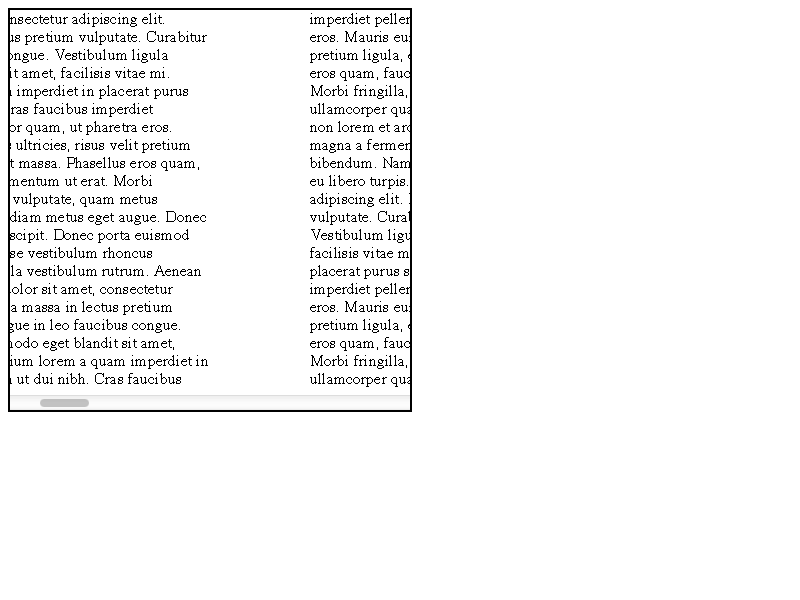 nsectetur adipiscing elit.
us pretium vulputate. Curabitur
ongue. Vestibulum ligula
it amet, facilisis vitae mi.
imperdiet in placerat purus
ras faucibus imperdiet
or quam, ut pharetra eros.
ultricies, risus velit pretium
t massa. Phasellus eros quam,
mentum ut erat. Morbi
vulputate, quam metus
diam metus eget augue. Donec
scipit. Donec porta euismod
se vestibulum rhoncus
la vestibulum rutrum. Aenean
dolor sit amet, consectetur
a massa in lectus pretium
gue in leo faucibus congue.
modo eget blandit sit amet,
ium lorem a quam imperdiet in
ut dui nibh. Cras faucibus
imperdiet peller
eros. Mauris eu
pretium ligula,
eros quam, fauc
Morbi fringilla,
ullamcorper qua
non lorem et arc
magna a fermen
bibendum. Nam
eu libero turpis.
adipiscing elit.
vulputate. Curab
Vestibulum ligu
facilisis vitae m
placerat purus s
imperdiet peller
eros. Mauris eu
pretium ligula,
eros quam, fauc
Morbi fringilla,
ullamcorper qua